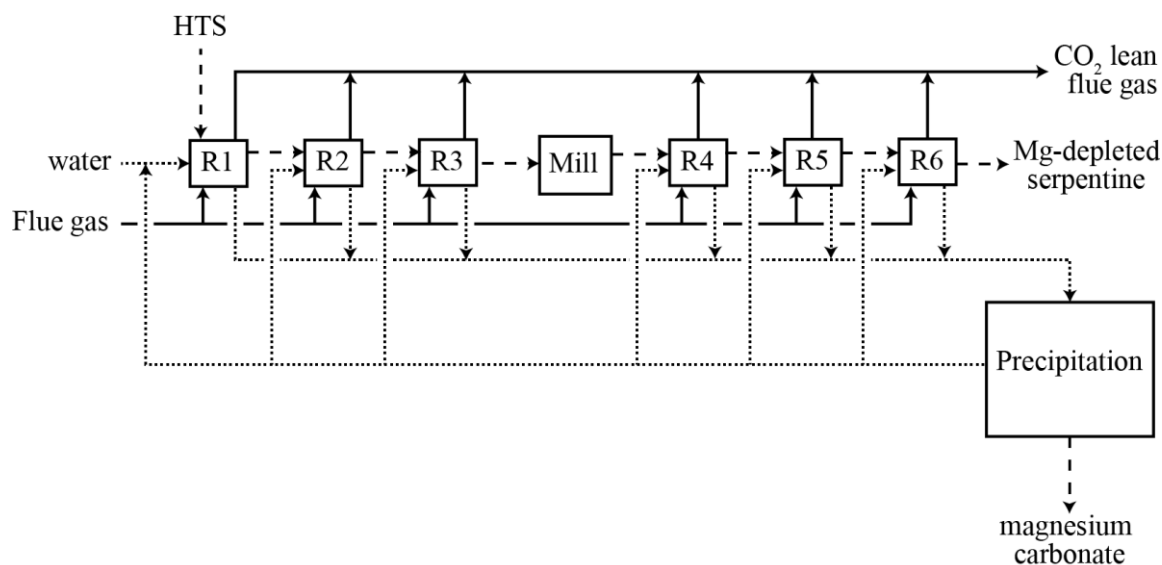 HTS
CO₂ lean
flue gas
water
R1
R2
R3
Mill
R4
R5
R6
Mg-depleted
serpentine
Flue gas
Precipitation
magnesium
carbonate